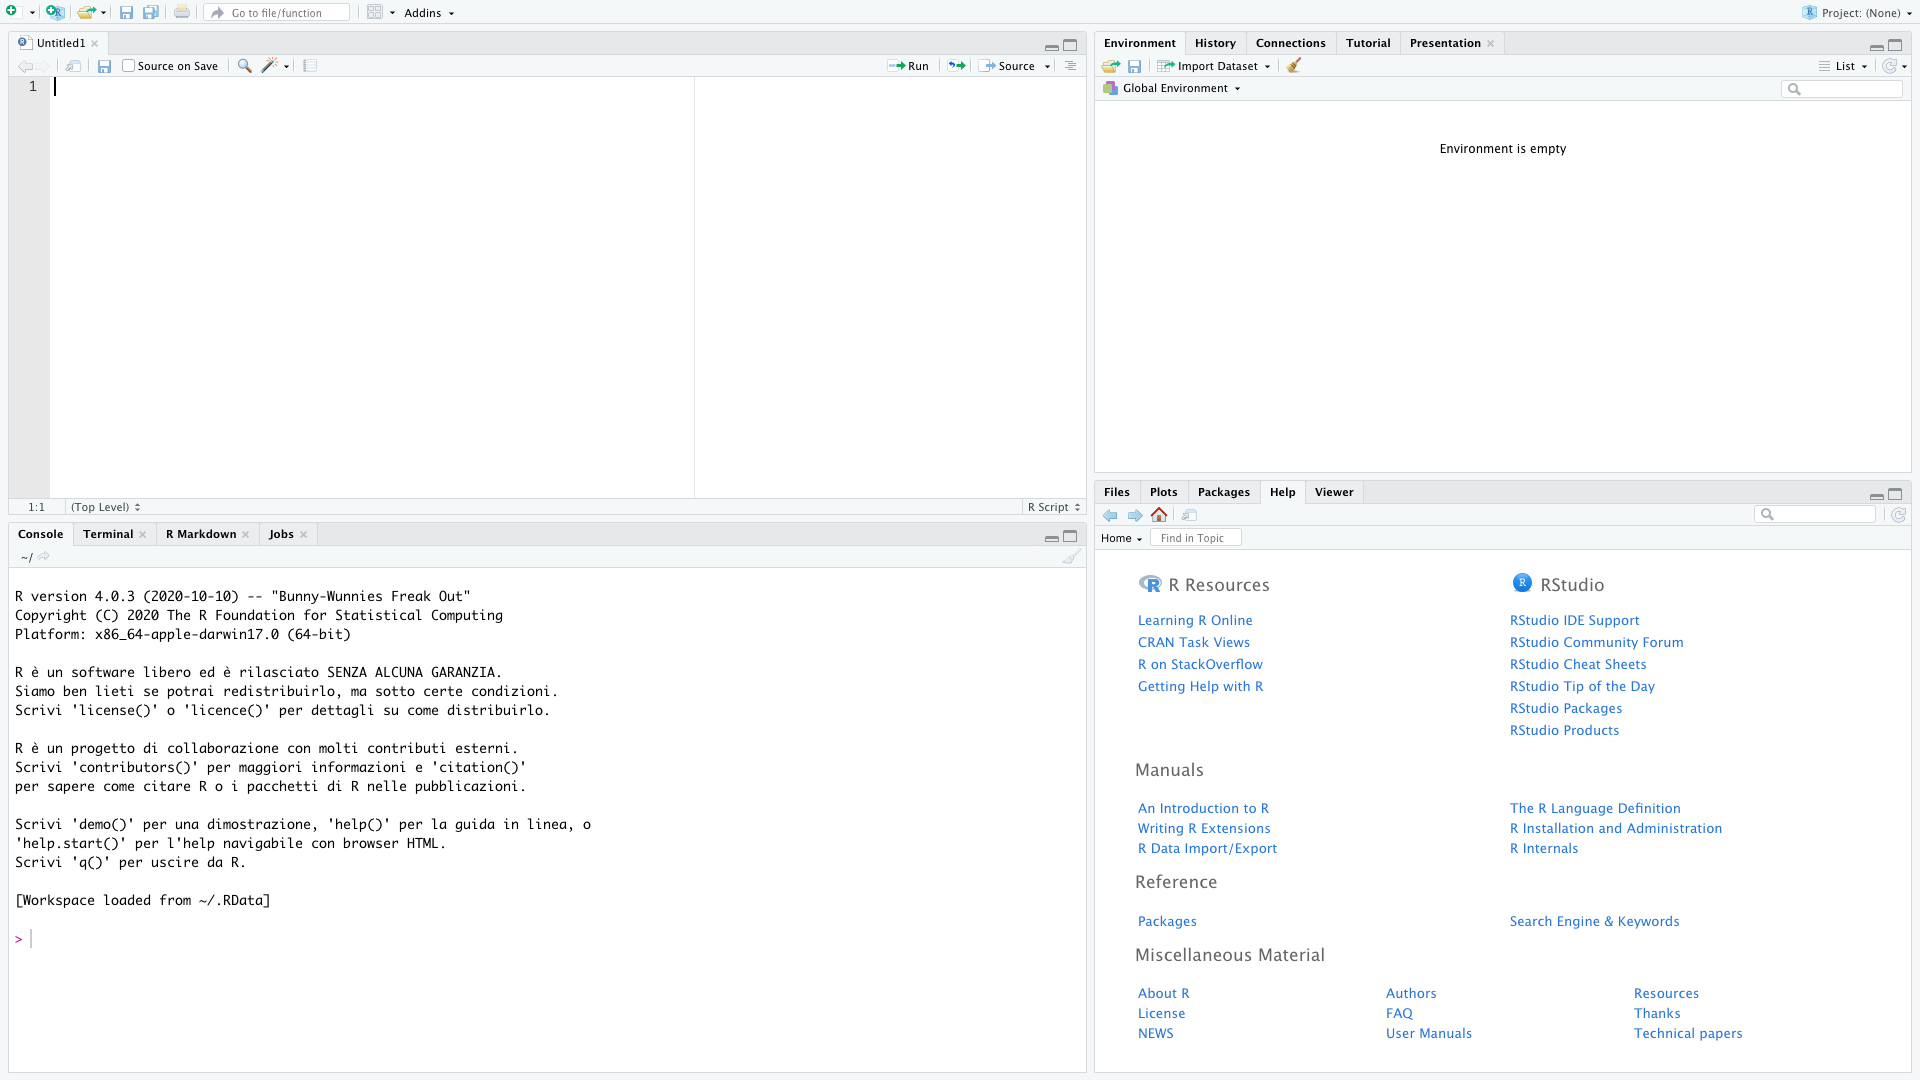 Go to file/function
Addins
Project: (None)
Untitled1
Source on Save
Run
Source
1
1:1
(Top Level)
R Script
Console
Terminal
R Markdown
Jobs
~/
R version 4.0.3 (2020-10-10) -- "Bunny-Wunnies Freak Out"
Copyright (C) 2020 The R Foundation for Statistical Computing
Platform: x86_64-apple-darwin17.0 (64-bit)
R è un software libero ed è rilasciato SENZA ALCUNA GARANZIA.
Siamo ben lieti se potrai redistribuirlo, ma sotto certe condizioni.
Scrivi 'license()' o 'licence()' per dettagli su come distribuirlo.
R è un progetto di collaborazione con molti contributi esterni.
Scrivi 'contributors()' per maggiori informazioni e 'citation()'
per sapere come citare R o i pacchetti di R nelle pubblicazioni.
Scrivi 'demo()' per una dimostrazione, 'help()' per la guida in linea, o
'help.start()' per l'help navigabile con browser HTML.
Scrivi 'q()' per uscire da R.
[Workspace loaded from ~/.RData]
>
Environment
History
Connections
Tutorial
Presentation
Import Dataset
List
Global Environment
Environment is empty
Files
Plots
Packages
Help
Viewer
Home
Find in Topic
R Resources
Learning R Online
CRAN Task Views
R on StackOverflow
Getting Help with R
RStudio
RStudio IDE Support
RStudio Community Forum
RStudio Cheat Sheets
RStudio Tip of the Day
RStudio Packages
RStudio Products
Manuals
An Introduction to R
The R Language Definition
Writing R Extensions
R Installation and Administration
R Data Import/Export
R Internals
Reference
Packages
Search Engine & Keywords
Miscellaneous Material
About R
Authors
Resources
License
FAQ
Thanks
NEWS
User Manuals
Technical papers